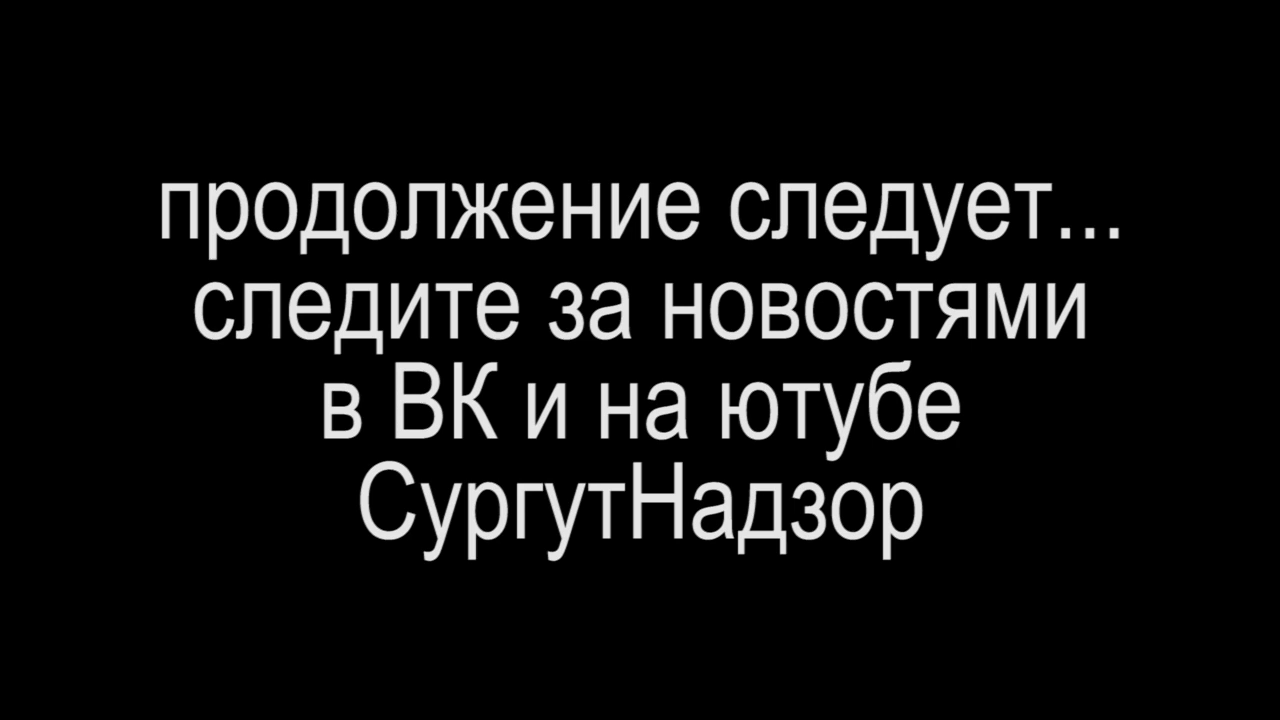 продолжение следует...
следите за новостями
в ВК и на ютубе
СургутНадзор